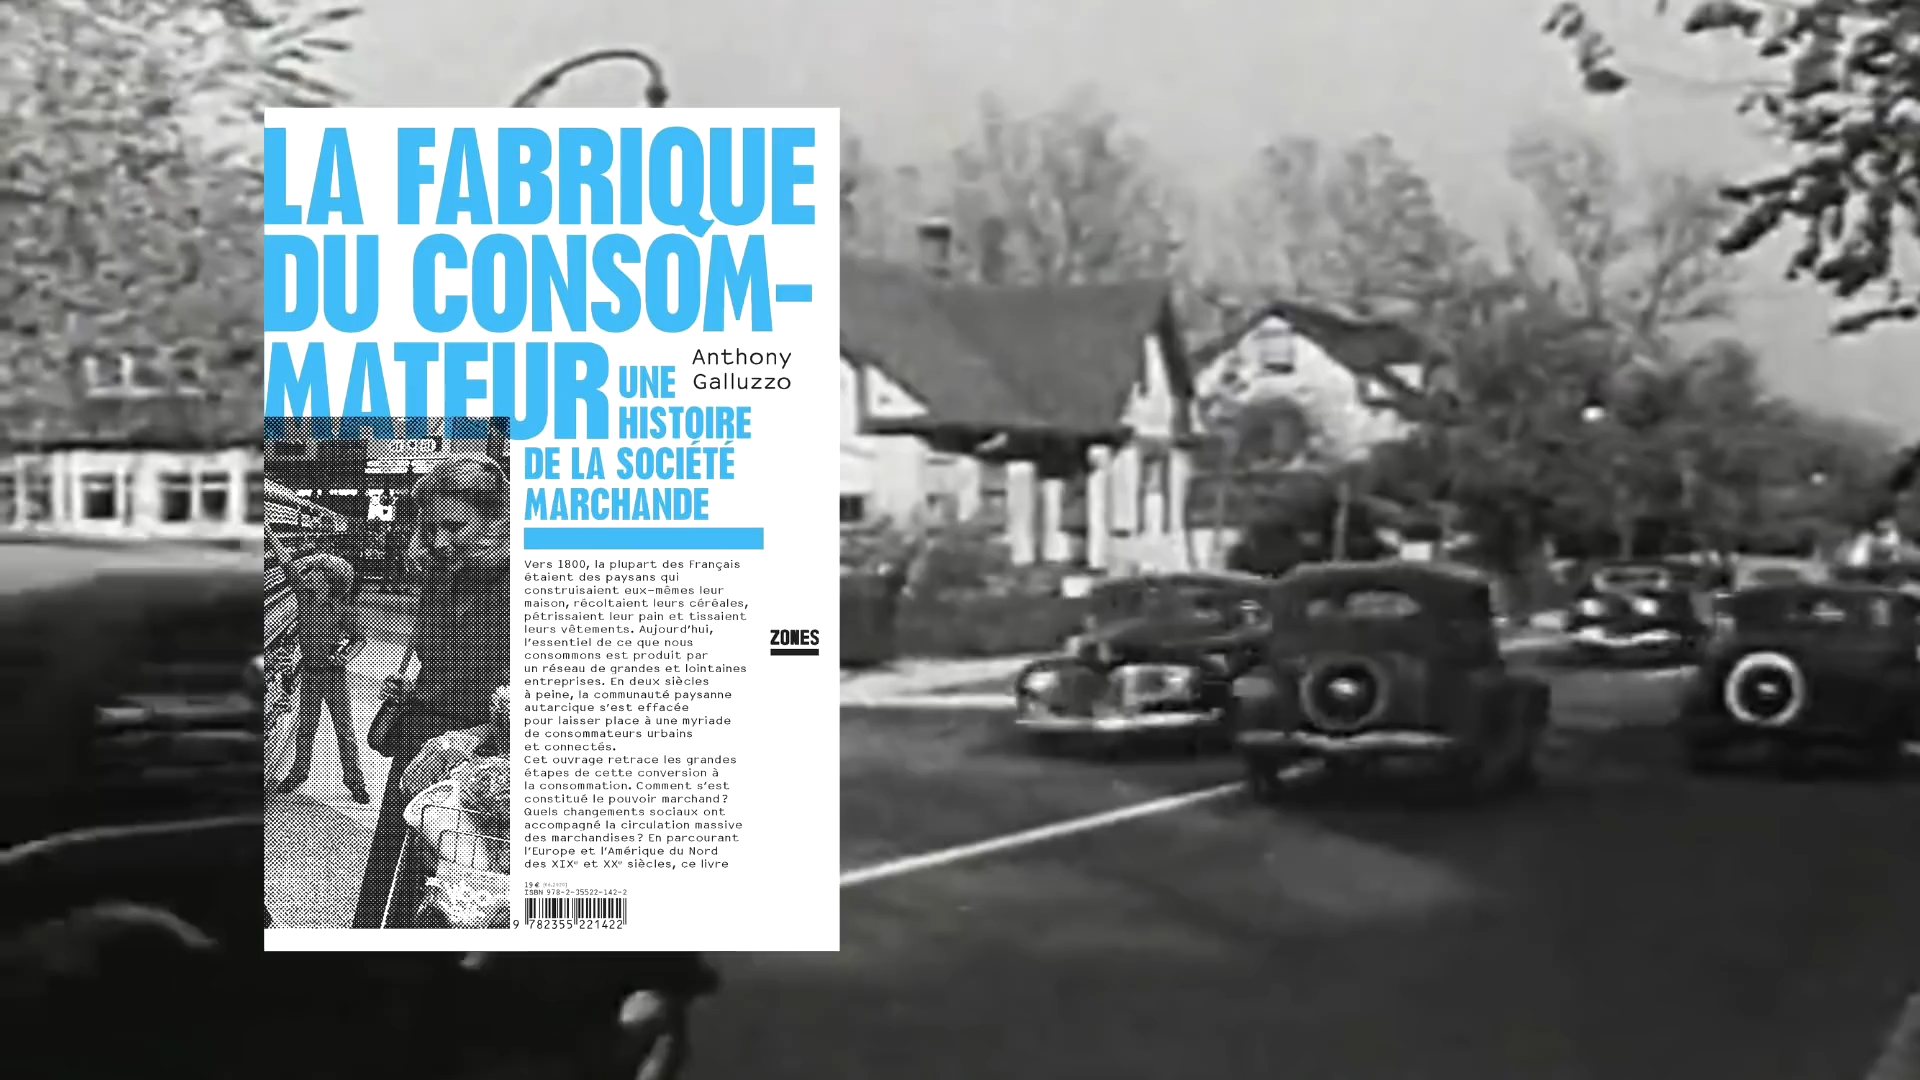 LA FABRIQUE
DU CONSOM-
MATEUR
Anthony
Galluzzo
UNE
HISTOIRE
DE LA SOCIÉTÉ
MARCHANDE
Vers 1800, la plupart des Français
étaient des paysans qui
construisaient eux-mêmes leur
maison, récoltaient leurs céréales,
pétrissaient leur pain et tissaient
leurs vêtements. Aujourd'hui,
l'essentiel de ce que nous
consommons est produit par
un réseau de grandes et lointaines
entreprises. En deux siècles
à peine, la communauté paysanne
autarcique s'est effacée
pour laisser place à une myriade
de consommateurs urbains
et connectés.
Cet ouvrage retrace les grandes
étapes de cette conversion à
la consommation. Comment s'est
constitué le pouvoir marchand ?
Quels changements sociaux ont
accompagné la circulation massive
des marchandises ? En parcourant
l'Europe et l'Amérique du Nord
des XIXe et XXe siècles, ce livre
ZONES
19 €
ISBN 978-2-35522-142-2
9 782355 221422